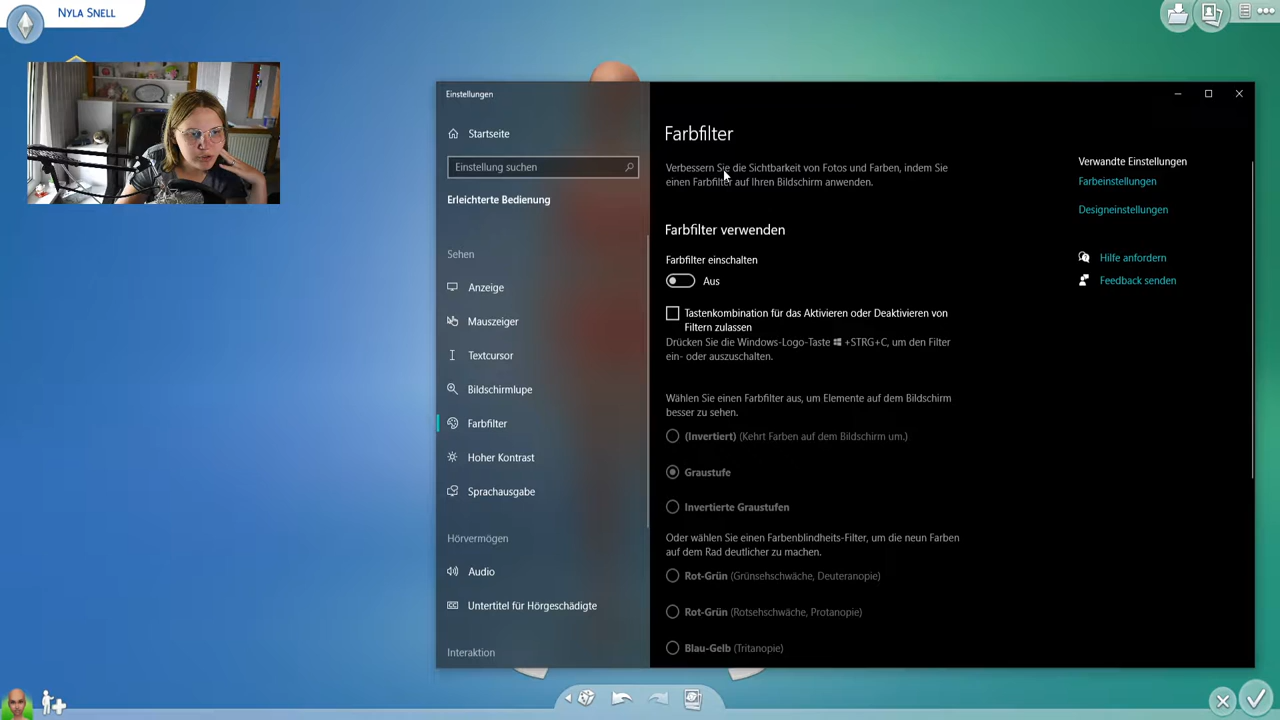 NYLA SNELL
Einstellungen
Startseite
Einstellung suchen
Erleichterte Bedienung
Sehen
Anzeige
Mauszeiger
Textcursor
Bildschirmlupe
Farbfilter
Hoher Kontrast
Sprachausgabe
Hörvermögen
Audio
Untertitel für Hörgeschädigte
Interaktion
Farbfilter
Verbessern Sie die Sichtbarkeit von Fotos und Farben, indem Sie
einen Farbfilter auf Ihren Bildschirm anwenden.
Farbfilter verwenden
Farbfilter einschalten
Aus
Tastenkombination für das Aktivieren oder Deaktivieren von
Filtern zulassen
Drücken Sie die Windows-Logo-Taste +STRG+C, um den Filter
ein- oder auszuschalten.
Wählen Sie einen Farbfilter aus, um Elemente auf dem Bildschirm
besser zu sehen.
(Invertiert) (Kehrt Farben auf dem Bildschirm um.)
Graustufe
Invertierte Graustufen
Oder wählen Sie einen Farbenblindheits-Filter, um die neun Farben
auf dem Rad deutlicher zu machen.
Rot-Grün (Grünsehschwäche, Deuteranopie)
Rot-Grün (Rotsehschwäche, Protanopie)
Blau-Gelb (Tritanopie)
Verwandte Einstellungen
Farbeinstellungen
Designeinstellungen
Hilfe anfordern
Feedback senden